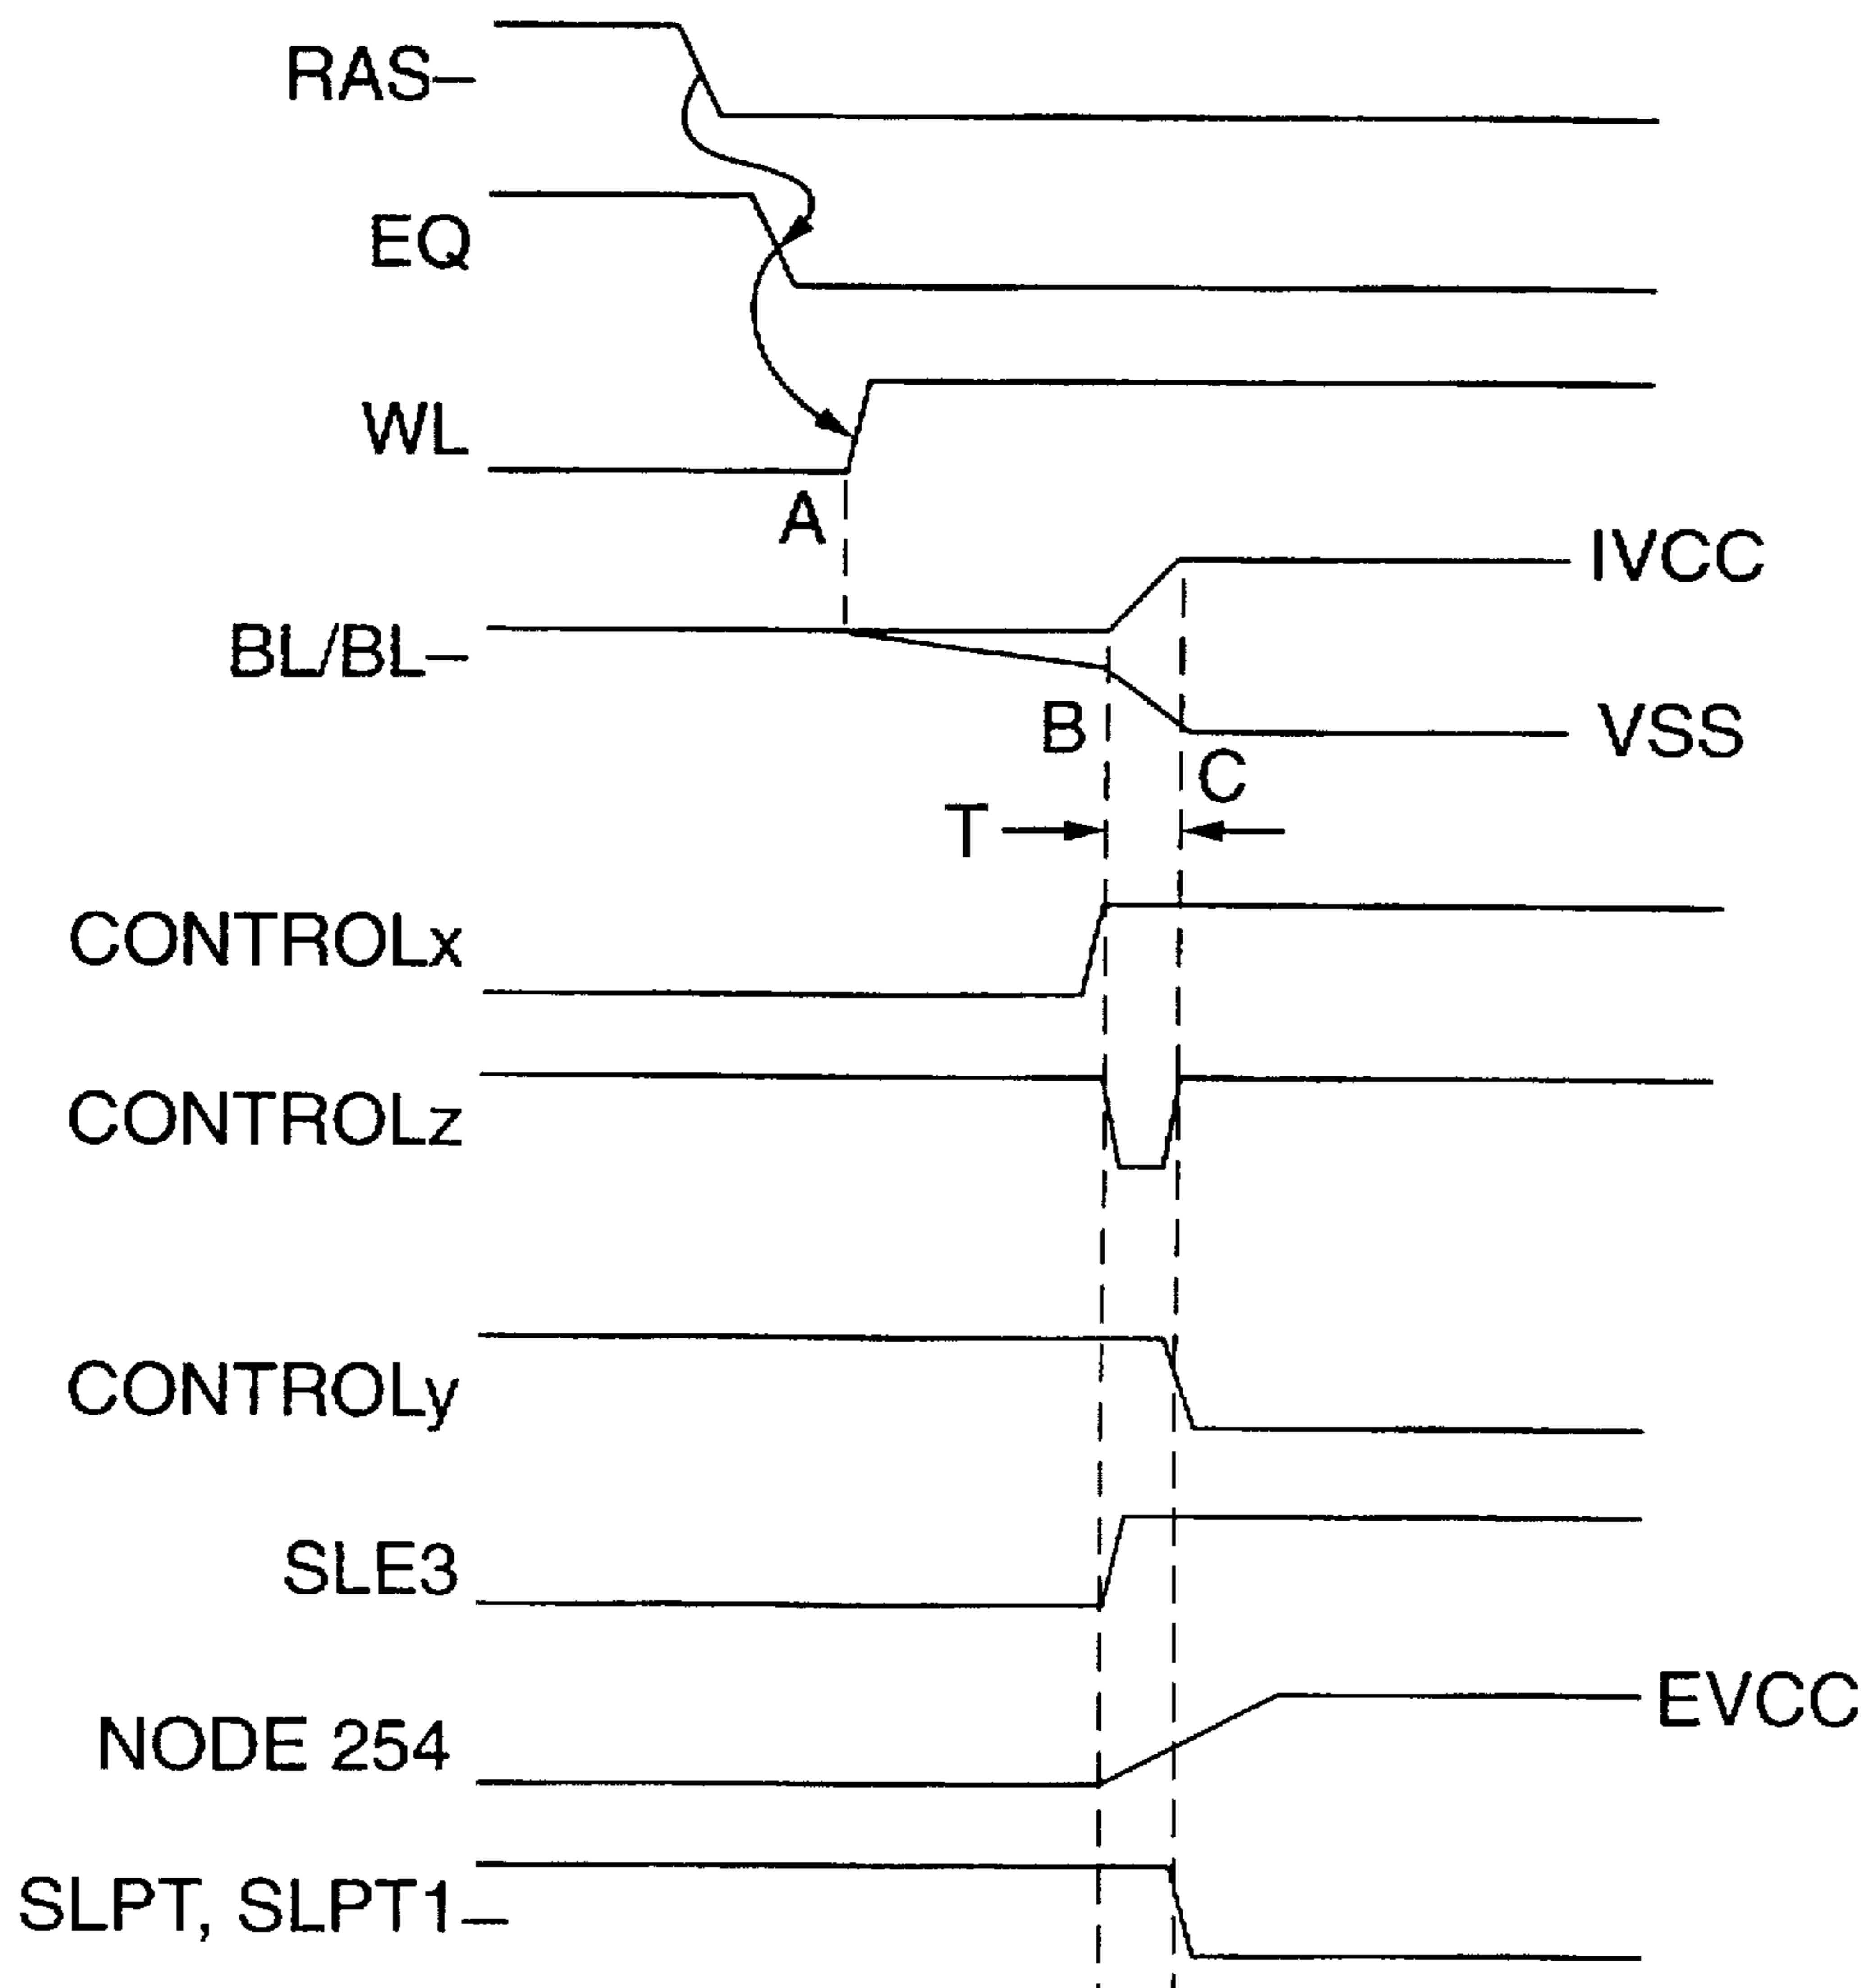 RAS–
EQ
WL
A
IVCC
BL/BL–
B
VSS
C
T
CONTROLx
CONTROLz
CONTROLy
SLE3
EVCC
NODE 254
SLPT, SLPT1–